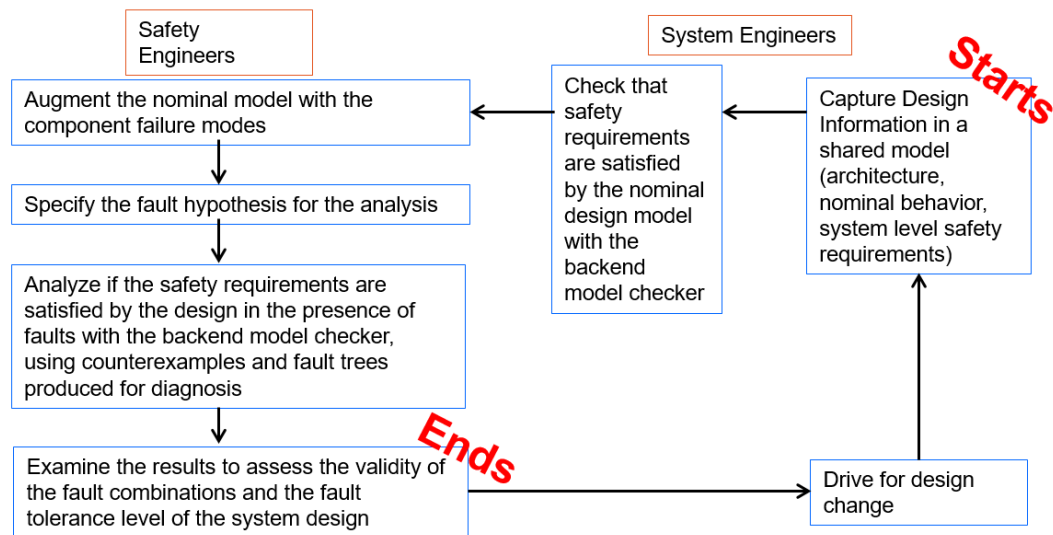 Safety
Engineers
System Engineers
Starts
Augment the nominal model with the
component failure modes
Check that
safety
requirements
are satisfied
by the nominal
design model
with the
backend
model checker
Capture Design
Information in a
shared model
(architecture,
nominal behavior,
system level safety
requirements)
Specify the fault hypothesis for the analysis
Analyze if the safety requirements are
satisfied by the design in the presence of
faults with the backend model checker,
using counterexamples and fault trees
produced for diagnosis
Ends
Examine the results to assess the validity of
the fault combinations and the fault
tolerance level of the system design
Drive for design
change